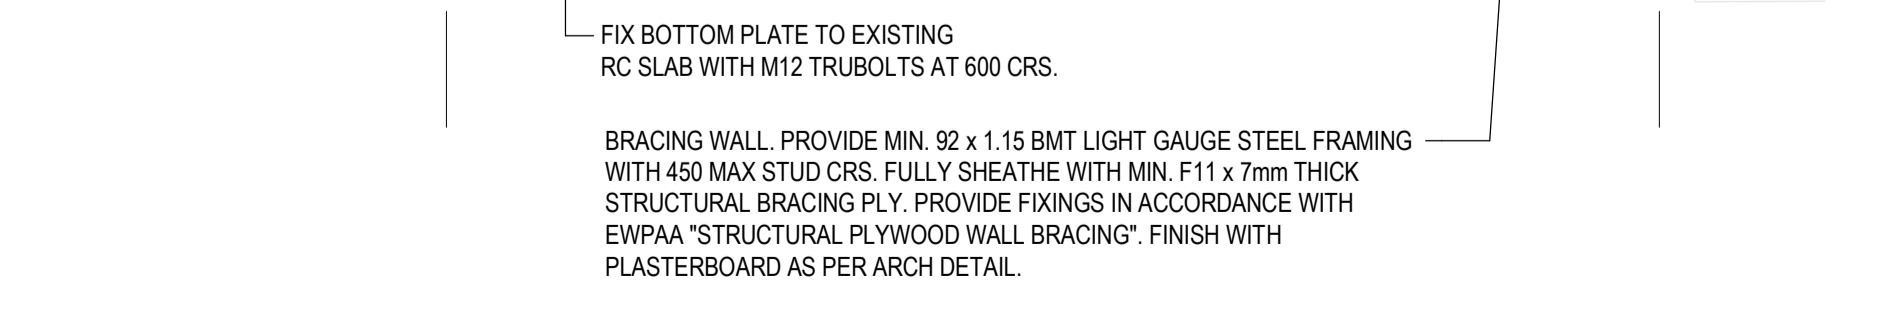 FIX BOTTOM PLATE TO EXISTING
RC SLAB WITH M12 TRUBOLTS AT 600 CRS.
BRACING WALL. PROVIDE MIN. 92 x 1.15 BMT LIGHT GAUGE STEEL FRAMING
WITH 450 MAX STUD CRS. FULLY SHEATHE WITH MIN. F11 x 7mm THICK
STRUCTURAL BRACING PLY. PROVIDE FIXINGS IN ACCORDANCE WITH
EWPAA "STRUCTURAL PLYWOOD WALL BRACING". FINISH WITH
PLASTERBOARD AS PER ARCH DETAIL.